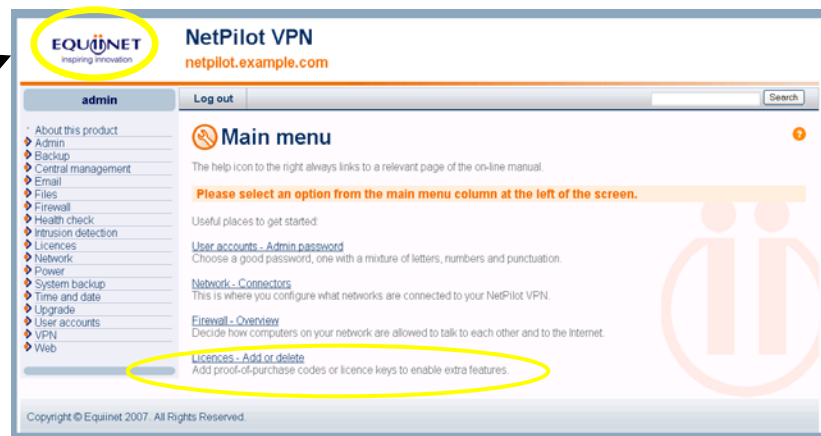 EQUiiNET
inspiring innovation
NetPilot VPN
netpilot.example.com
admin
Log out
Search
About this product
Admin
Backup
Central management
Email
Files
Firewall
Health check
Intrusion detection
Licences
Network
Power
System backup
Time and date
Upgrade
User accounts
VPN
Web
Main menu
?
The help icon to the right always links to a relevant page of the on-line manual.
Please select an option from the main menu column at the left of the screen.
Useful places to get started:
User accounts - Admin password
Choose a good password, one with a mixture of letters, numbers and punctuation.
Network - Connectors
This is where you configure what networks are connected to your NetPilot VPN.
Firewall - Overview
Decide how computers on your network are allowed to talk to each other and to the Internet.
Licences - Add or delete
Add proof-of-purchase codes or licence keys to enable extra features.
Copyright © Equiinet 2007. All Rights Reserved.